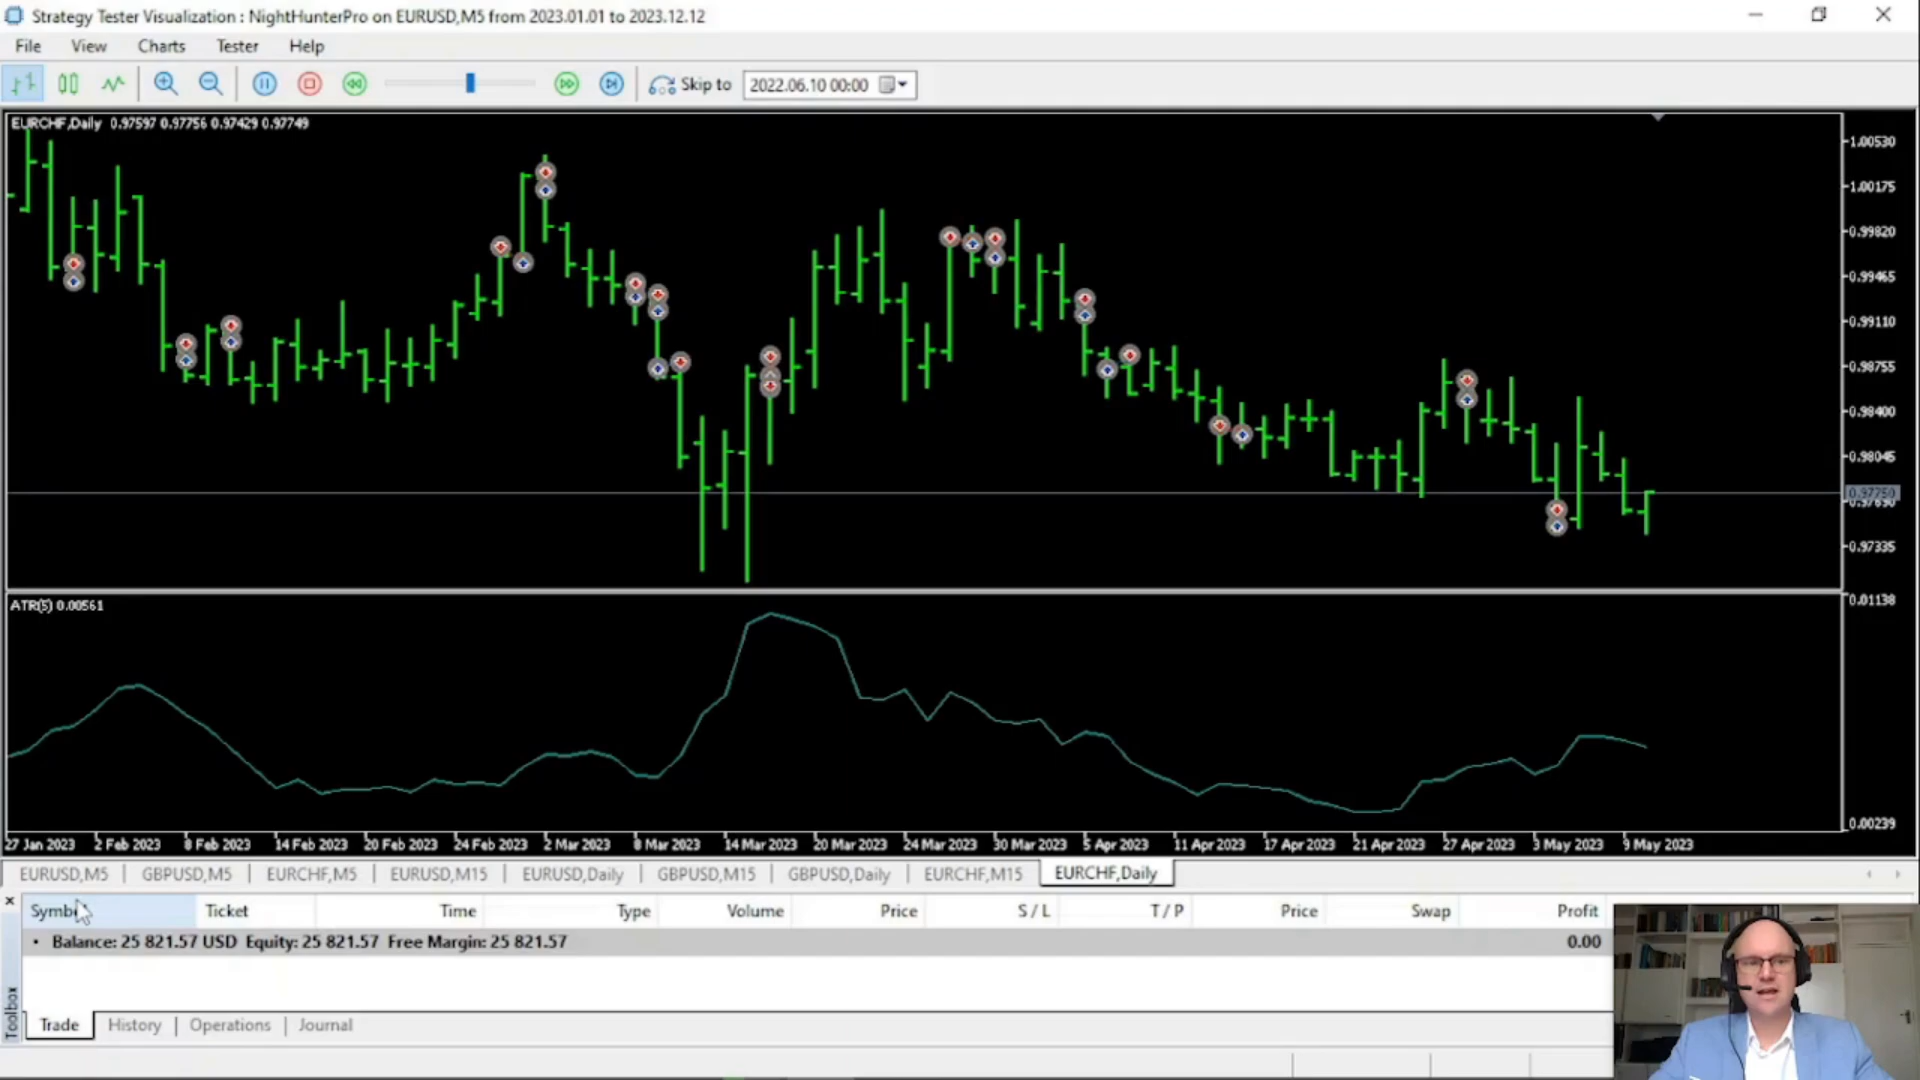 Strategy Tester Visualization : NightHunterPro on EURUSD,M5 from 2023.01.01 to 2023.12.12
File View Charts Tester Help
Skip to 2022.06.10 00:00
EURCHF,Daily 0.97597 0.97756 0.97429 0.97749
1.00530
1.00175
0.99820
0.99465
0.99110
0.98755
0.98400
0.98045
0.97750
0.97690
0.97335
ATR(5) 0.00561
0.01138
0.00239
27 Jan 2023 2 Feb 2023 8 Feb 2023 14 Feb 2023 20 Feb 2023 24 Feb 2023 2 Mar 2023 8 Mar 2023 14 Mar 2023 20 Mar 2023 24 Mar 2023 30 Mar 2023 5 Apr 2023 11 Apr 2023 17 Apr 2023 21 Apr 2023 27 Apr 2023 3 May 2023 9 May 2023
EURUSD,M5 GBPUSD,M5 EURCHF,M5 EURUSD,M15 EURUSD,Daily GBPUSD,M15 GBPUSD,Daily EURCHF,M15 EURCHF,Daily
Symbol Ticket Time Type Volume Price S / L T / P Price Swap Profit
Balance: 25 821.57 USD Equity: 25 821.57 Free Margin: 25 821.57 0.00
Toolbox
Trade History Operations Journal